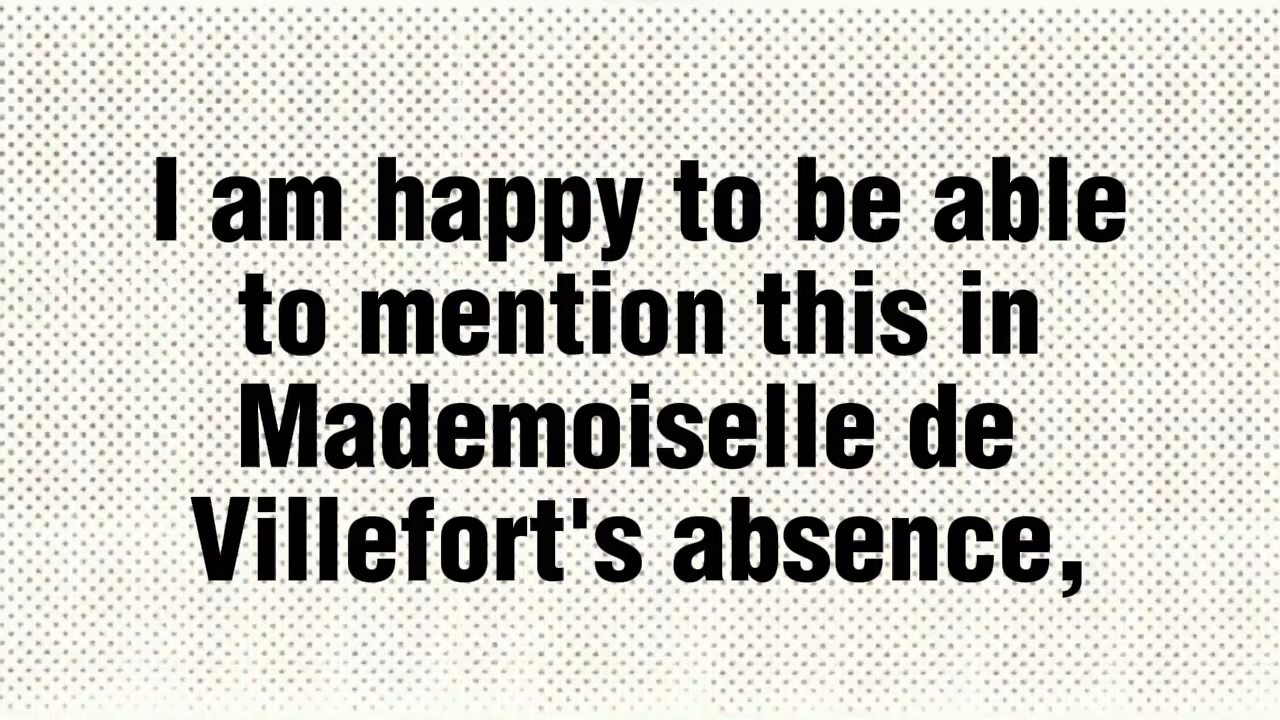 I am happy to be able
to mention this in
Mademoiselle de
Villefort's absence,